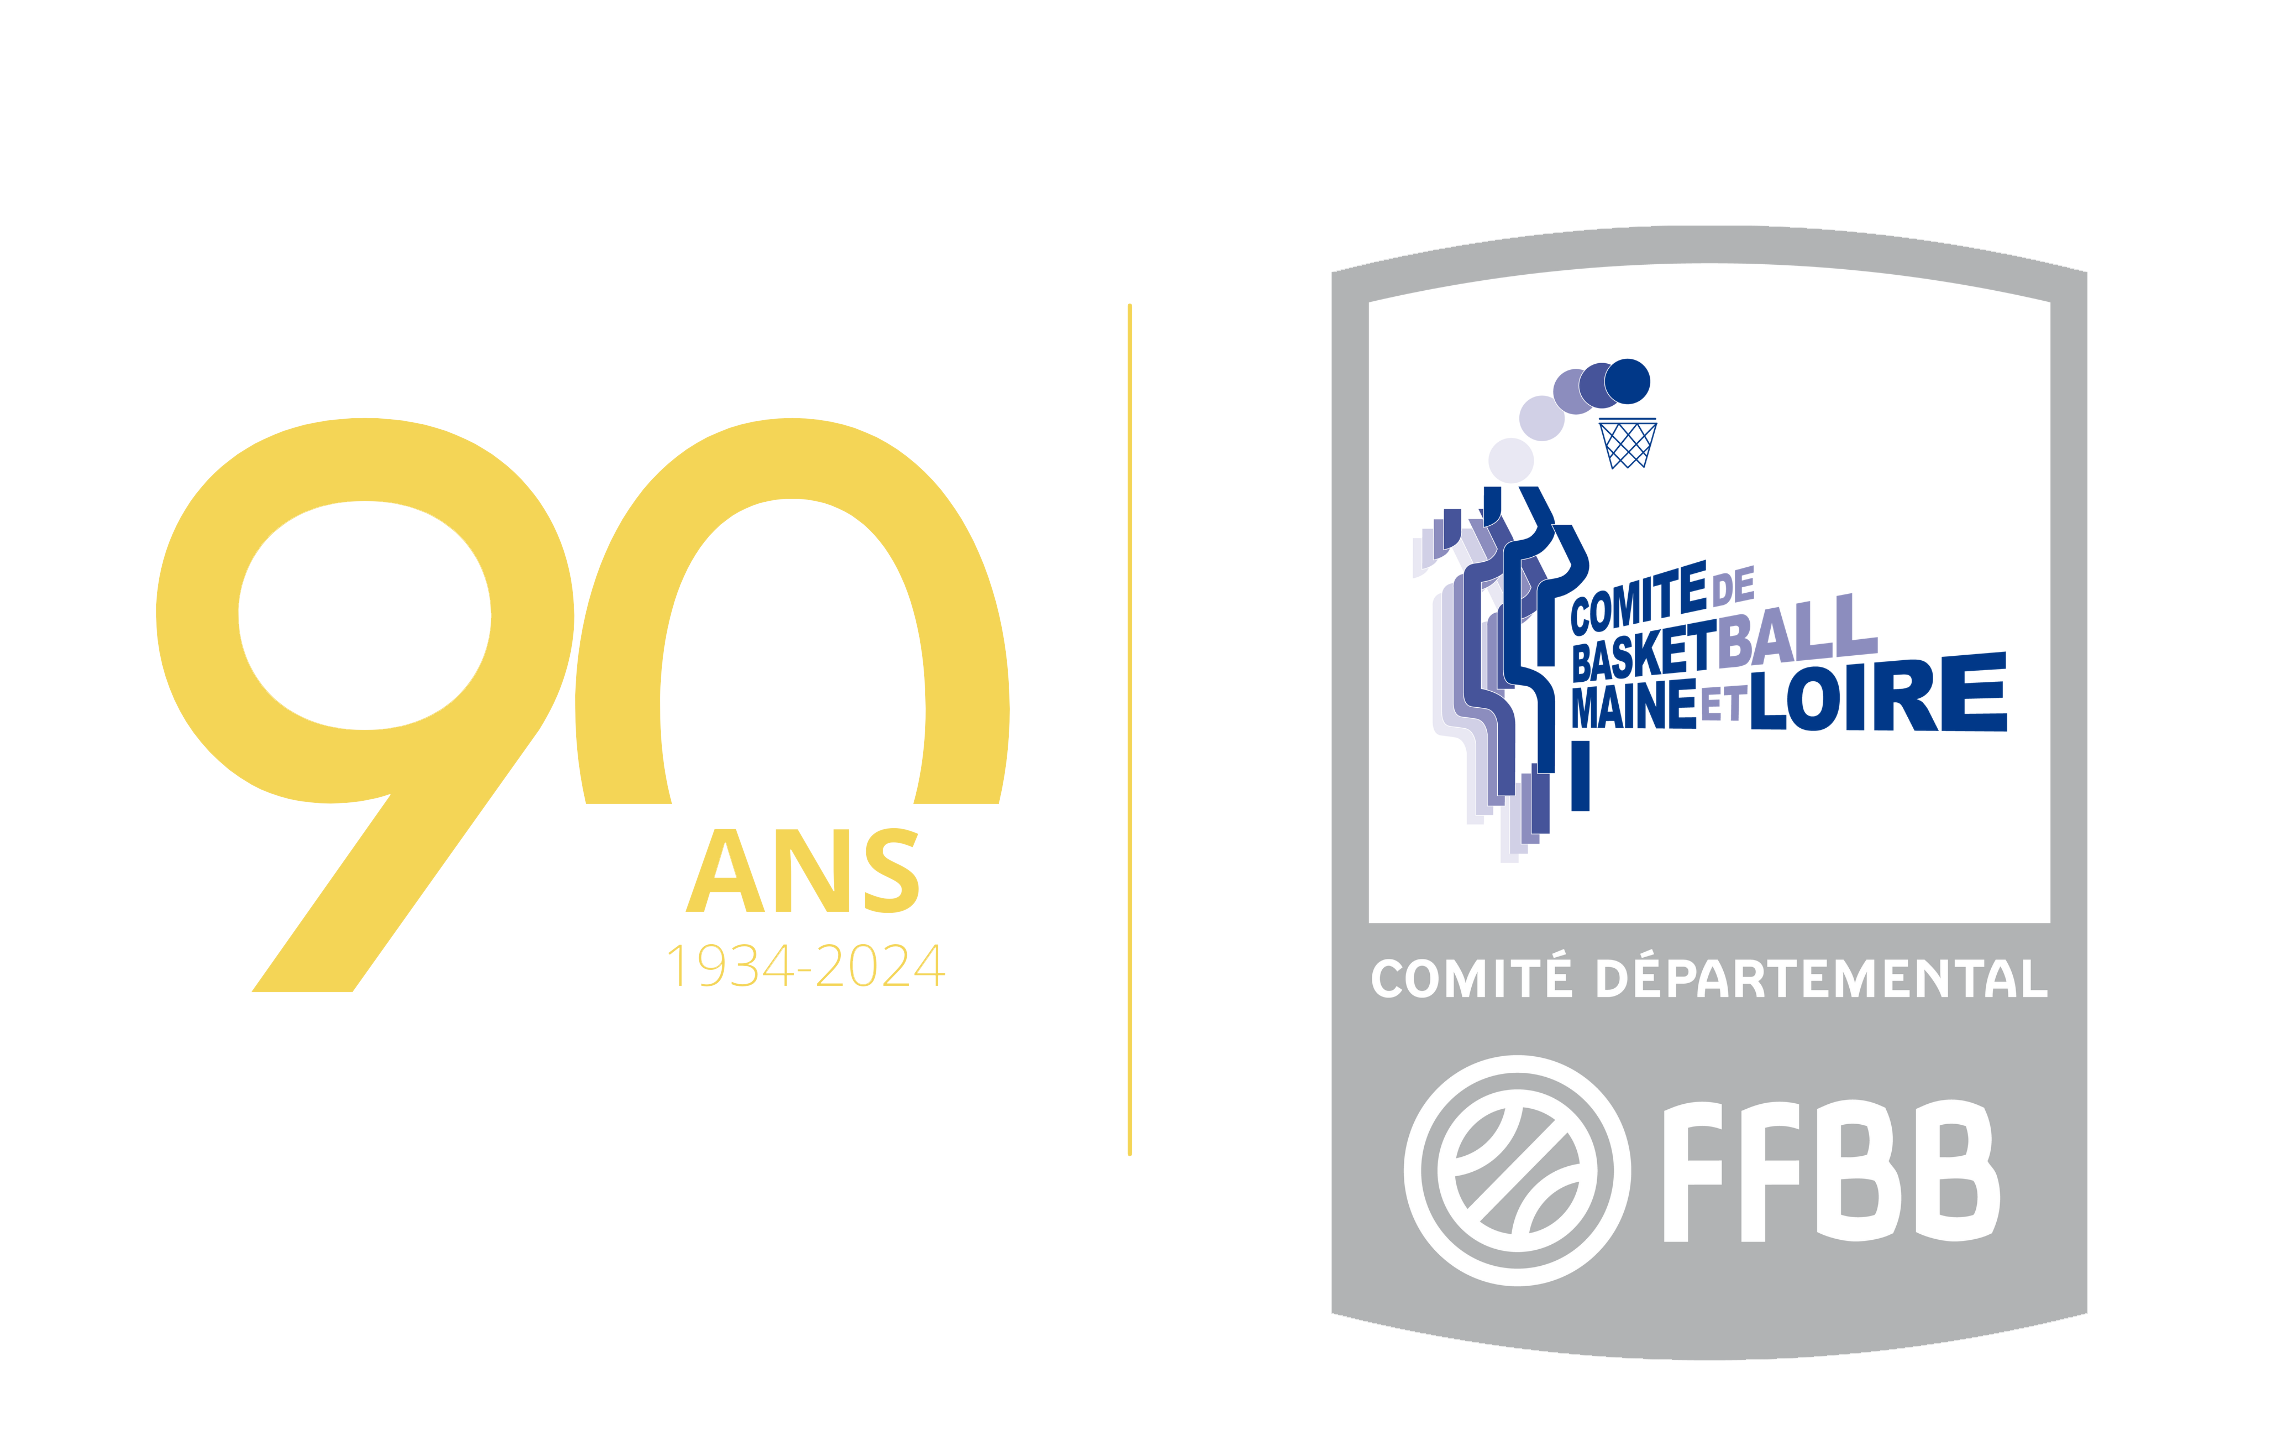 90
ANS
1934-2024
COMITE DE
BASKETBALL
MAINE ET LOIRE
COMITÉ DÉPARTEMENTAL
FFBB